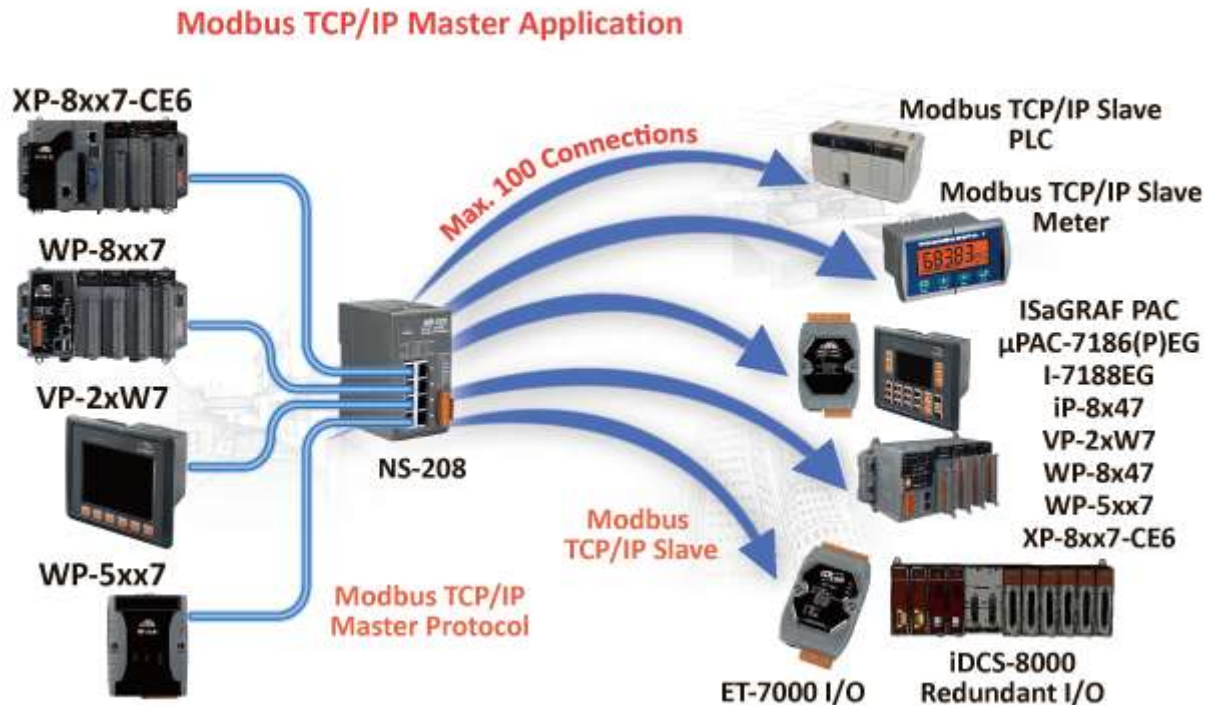 Modbus TCP/IP Master Application
XP-8xx7-CE6
WP-8xx7
VP-2xW7
WP-5xx7
Max. 100 Connections
NS-208
Modbus TCP/IP
Master Protocol
Modbus
TCP/IP Slave
Modbus TCP/IP Slave
PLC
Modbus TCP/IP Slave
Meter
68383
ISaGRAF PAC
µPAC-7186(P)EG
I-7188EG
iP-8x47
VP-2xW7
WP-8x47
WP-5xx7
XP-8xx7-CE6
ET-7000 I/O
iDCS-8000
Redundant I/O